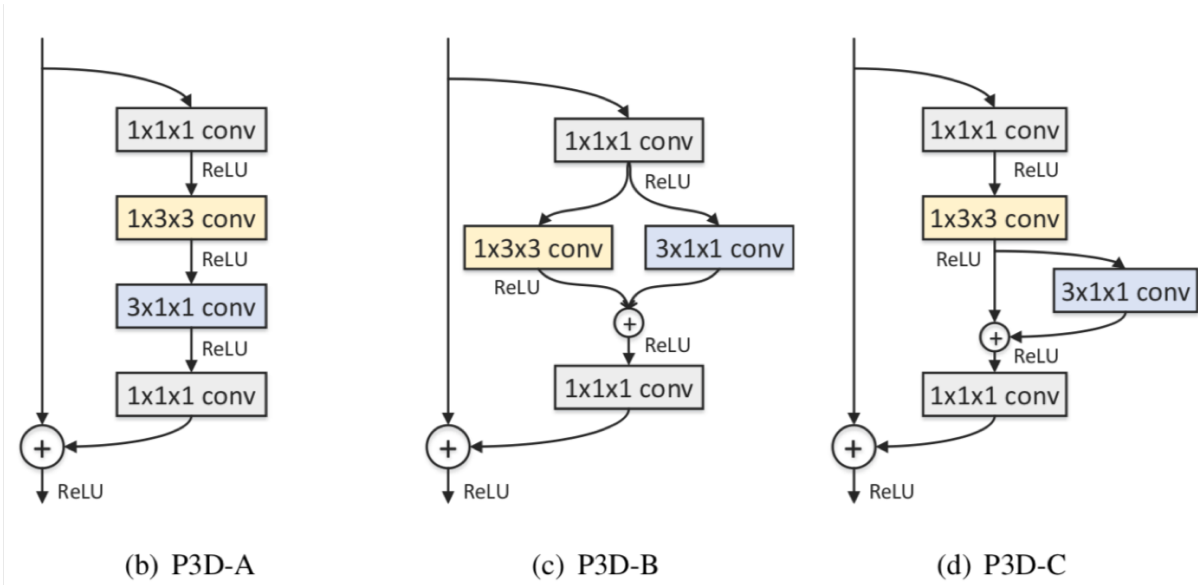 1x1x1 conv
ReLU
1x3x3 conv
ReLU
3x1x1 conv
ReLU
1x1x1 conv
+
ReLU
(b) P3D-A
1x1x1 conv
ReLU
1x3x3 conv
3x1x1 conv
ReLU
+
ReLU
1x1x1 conv
+
ReLU
(c) P3D-B
1x1x1 conv
ReLU
1x3x3 conv
ReLU
3x1x1 conv
+
ReLU
1x1x1 conv
+
ReLU
(d) P3D-C